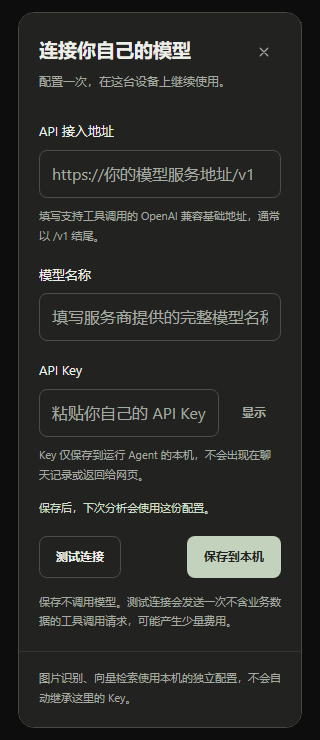 连接你自己的模型
配置一次，在这台设备上继续使用。
API 接入地址
https://你的模型服务地址/v1
填写支持工具调用的 OpenAI 兼容基础地址，通常
以 /v1 结尾。
模型名称
填写服务商提供的完整模型名称
API Key
粘贴你自己的 API Key
显示
Key 仅保存到运行 Agent 的本机，不会出现在聊
天记录或返回给网页。
保存后，下次分析会使用这份配置。
测试连接
保存到本机
保存不调用模型。测试连接会发送一次不含业务数
据的工具调用请求，可能产生少量费用。
图片识别、向量检索使用本机的独立配置，不会自
动继承这里的 Key。